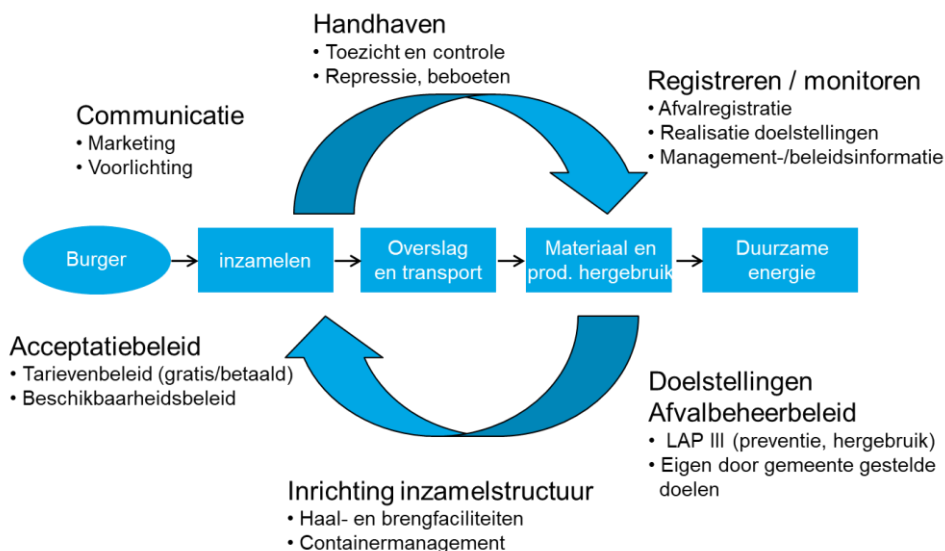 Handhaven
• Toezicht en controle
• Repressie, beboeten
Communicatie
• Marketing
• Voorlichting
Registreren / monitoren
• Afvalregistratie
• Realisatie doelstellingen
• Management-/beleidsinformatie
Burger
inzamelen
Overslag
en transport
Materiaal en
prod. hergebruik
Duurzame
energie
Acceptatiebeleid
• Tarievenbeleid (gratis/betaald)
• Beschikbaarheidsbeleid
Doelstellingen
Afvalbeheerbeleid
• LAP III (preventie, hergebruik)
• Eigen door gemeente gestelde
doelen
Inrichting inzamelstructuur
• Haal- en brengfaciliteiten
• Containermanagement